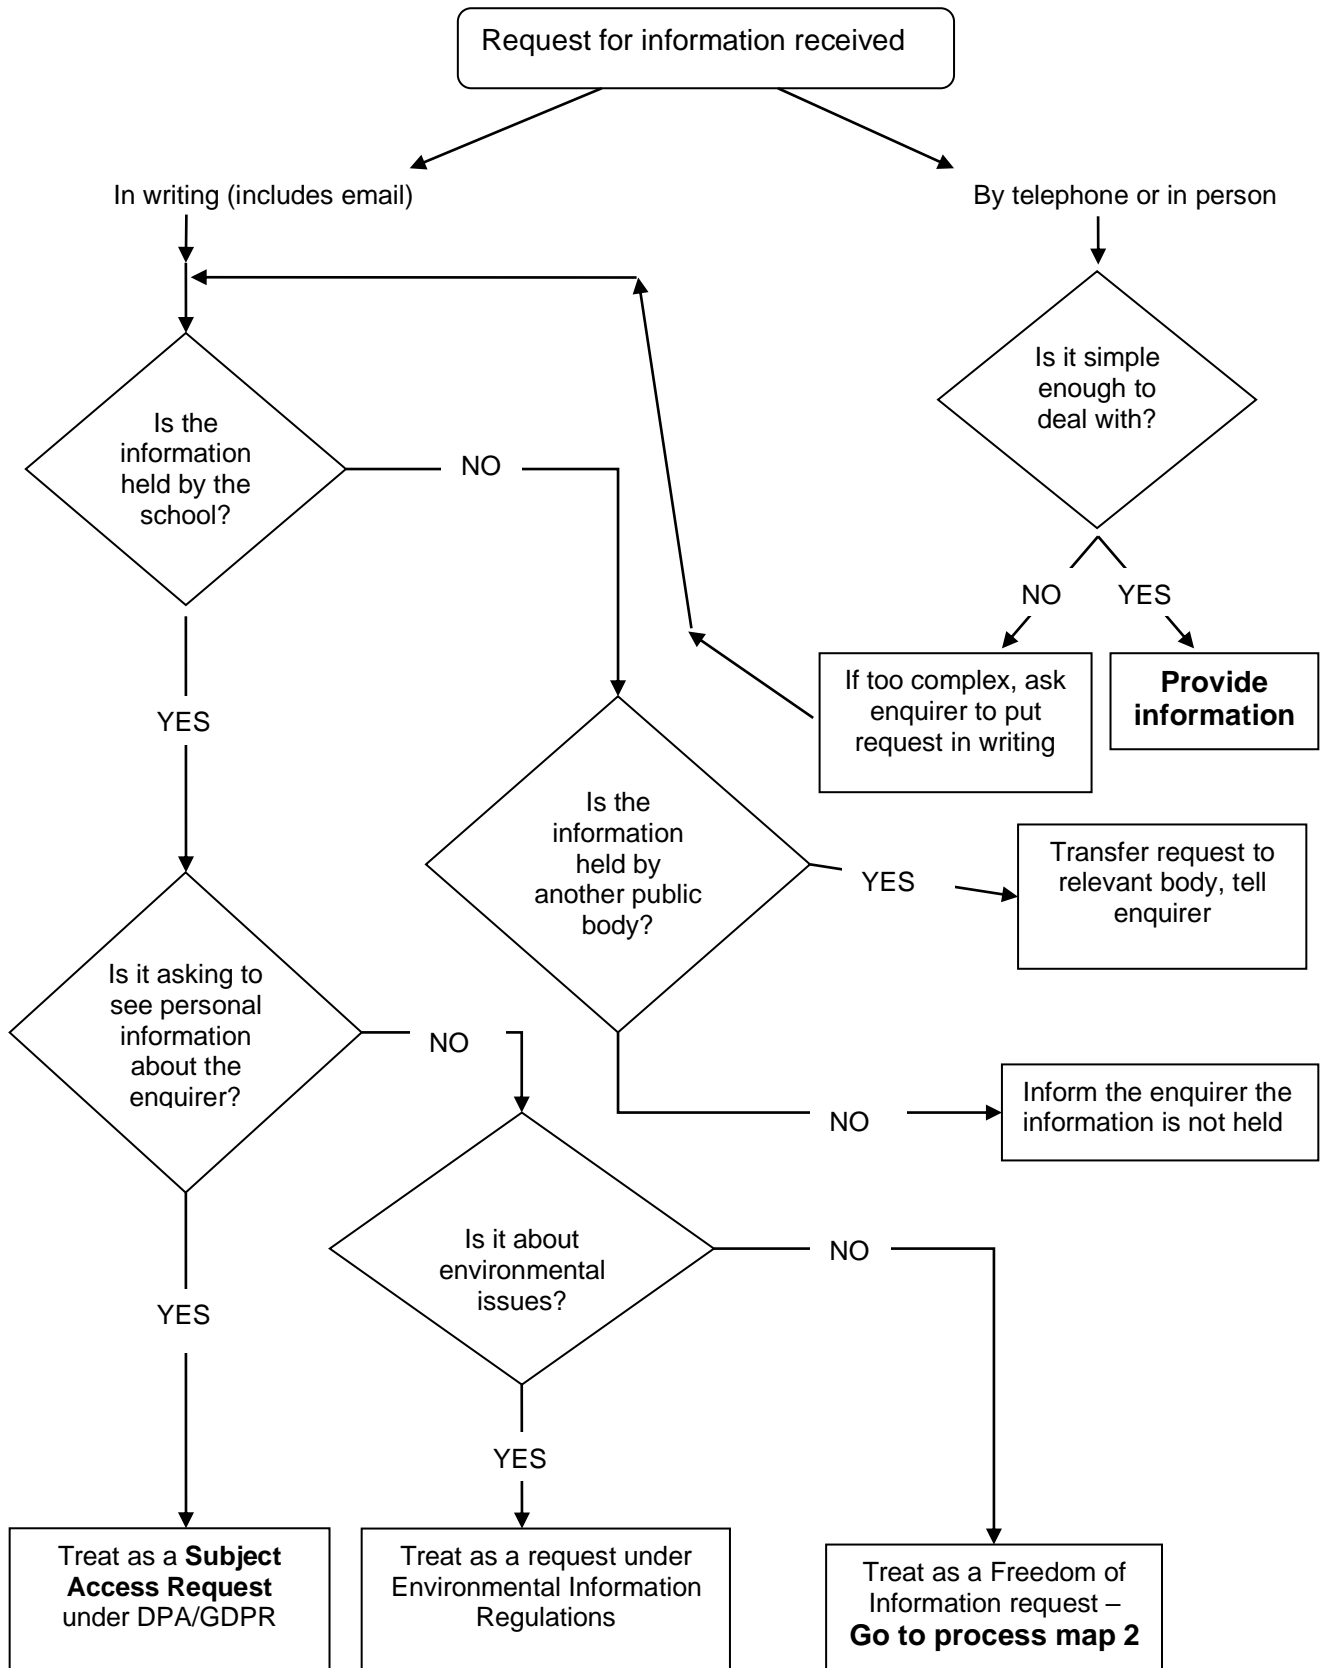 Request for information received
In writing (includes email)
By telephone or in person
Is it simple
enough to
deal with?
Is the
information
held by the
school?
NO
NO
YES
If too complex, ask
enquirer to put
request in writing
Provide
information
YES
Is the
information
held by
another public
body?
YES
Transfer request to
relevant body, tell
enquirer
Is it asking to
see personal
information
about the
enquirer?
NO
NO
Inform the enquirer the
information is not held
Is it about
environmental
issues?
NO
YES
YES
Treat as a Subject
Access Request
under DPA/GDPR
Treat as a request under
Environmental Information
Regulations
Treat as a Freedom of
Information request –
Go to process map 2